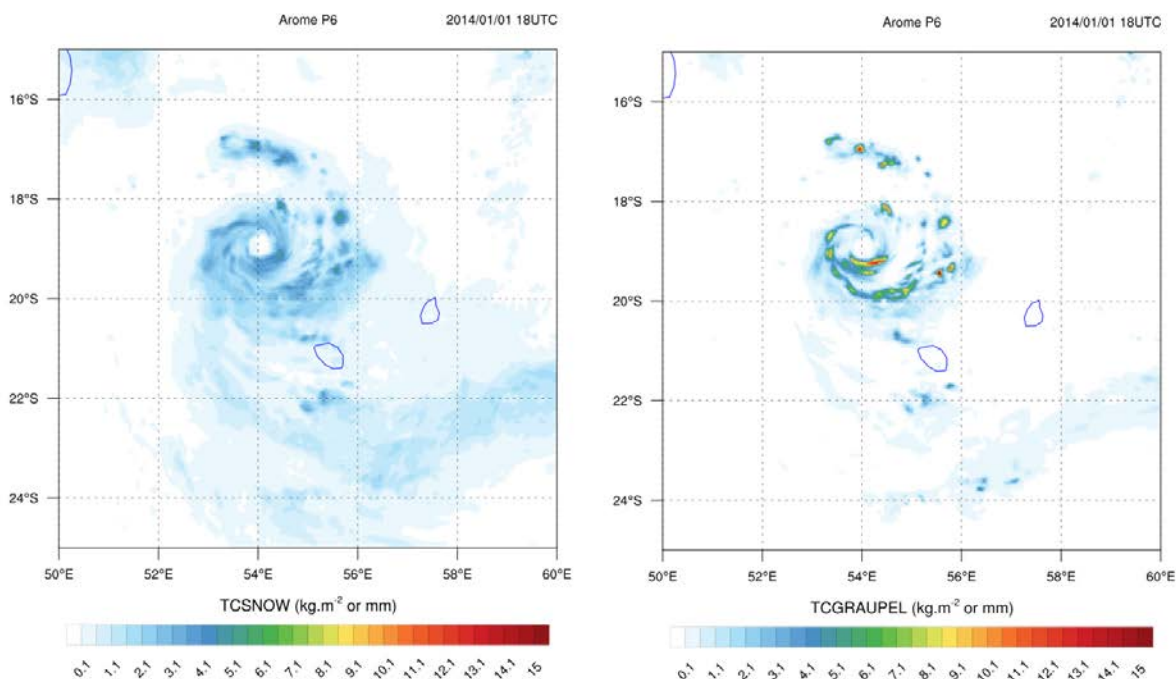 Arome P6 2014/01/01 18UTC
16°S
18°S
20°S
22°S
24°S
50°E 52°E 54°E 56°E 58°E 60°E
TCSNOW (kg.m⁻² or mm)
0.1 1.1 2.1 3.1 4.1 5.1 6.1 7.1 8.1 9.1 10.1 11.1 12.1 13.1 14.1 15
Arome P6 2014/01/01 18UTC
16°S
18°S
20°S
22°S
24°S
50°E 52°E 54°E 56°E 58°E 60°E
TCGRAUPEL (kg.m⁻² or mm)
0.1 1.1 2.1 3.1 4.1 5.1 6.1 7.1 8.1 9.1 10.1 11.1 12.1 13.1 14.1 15